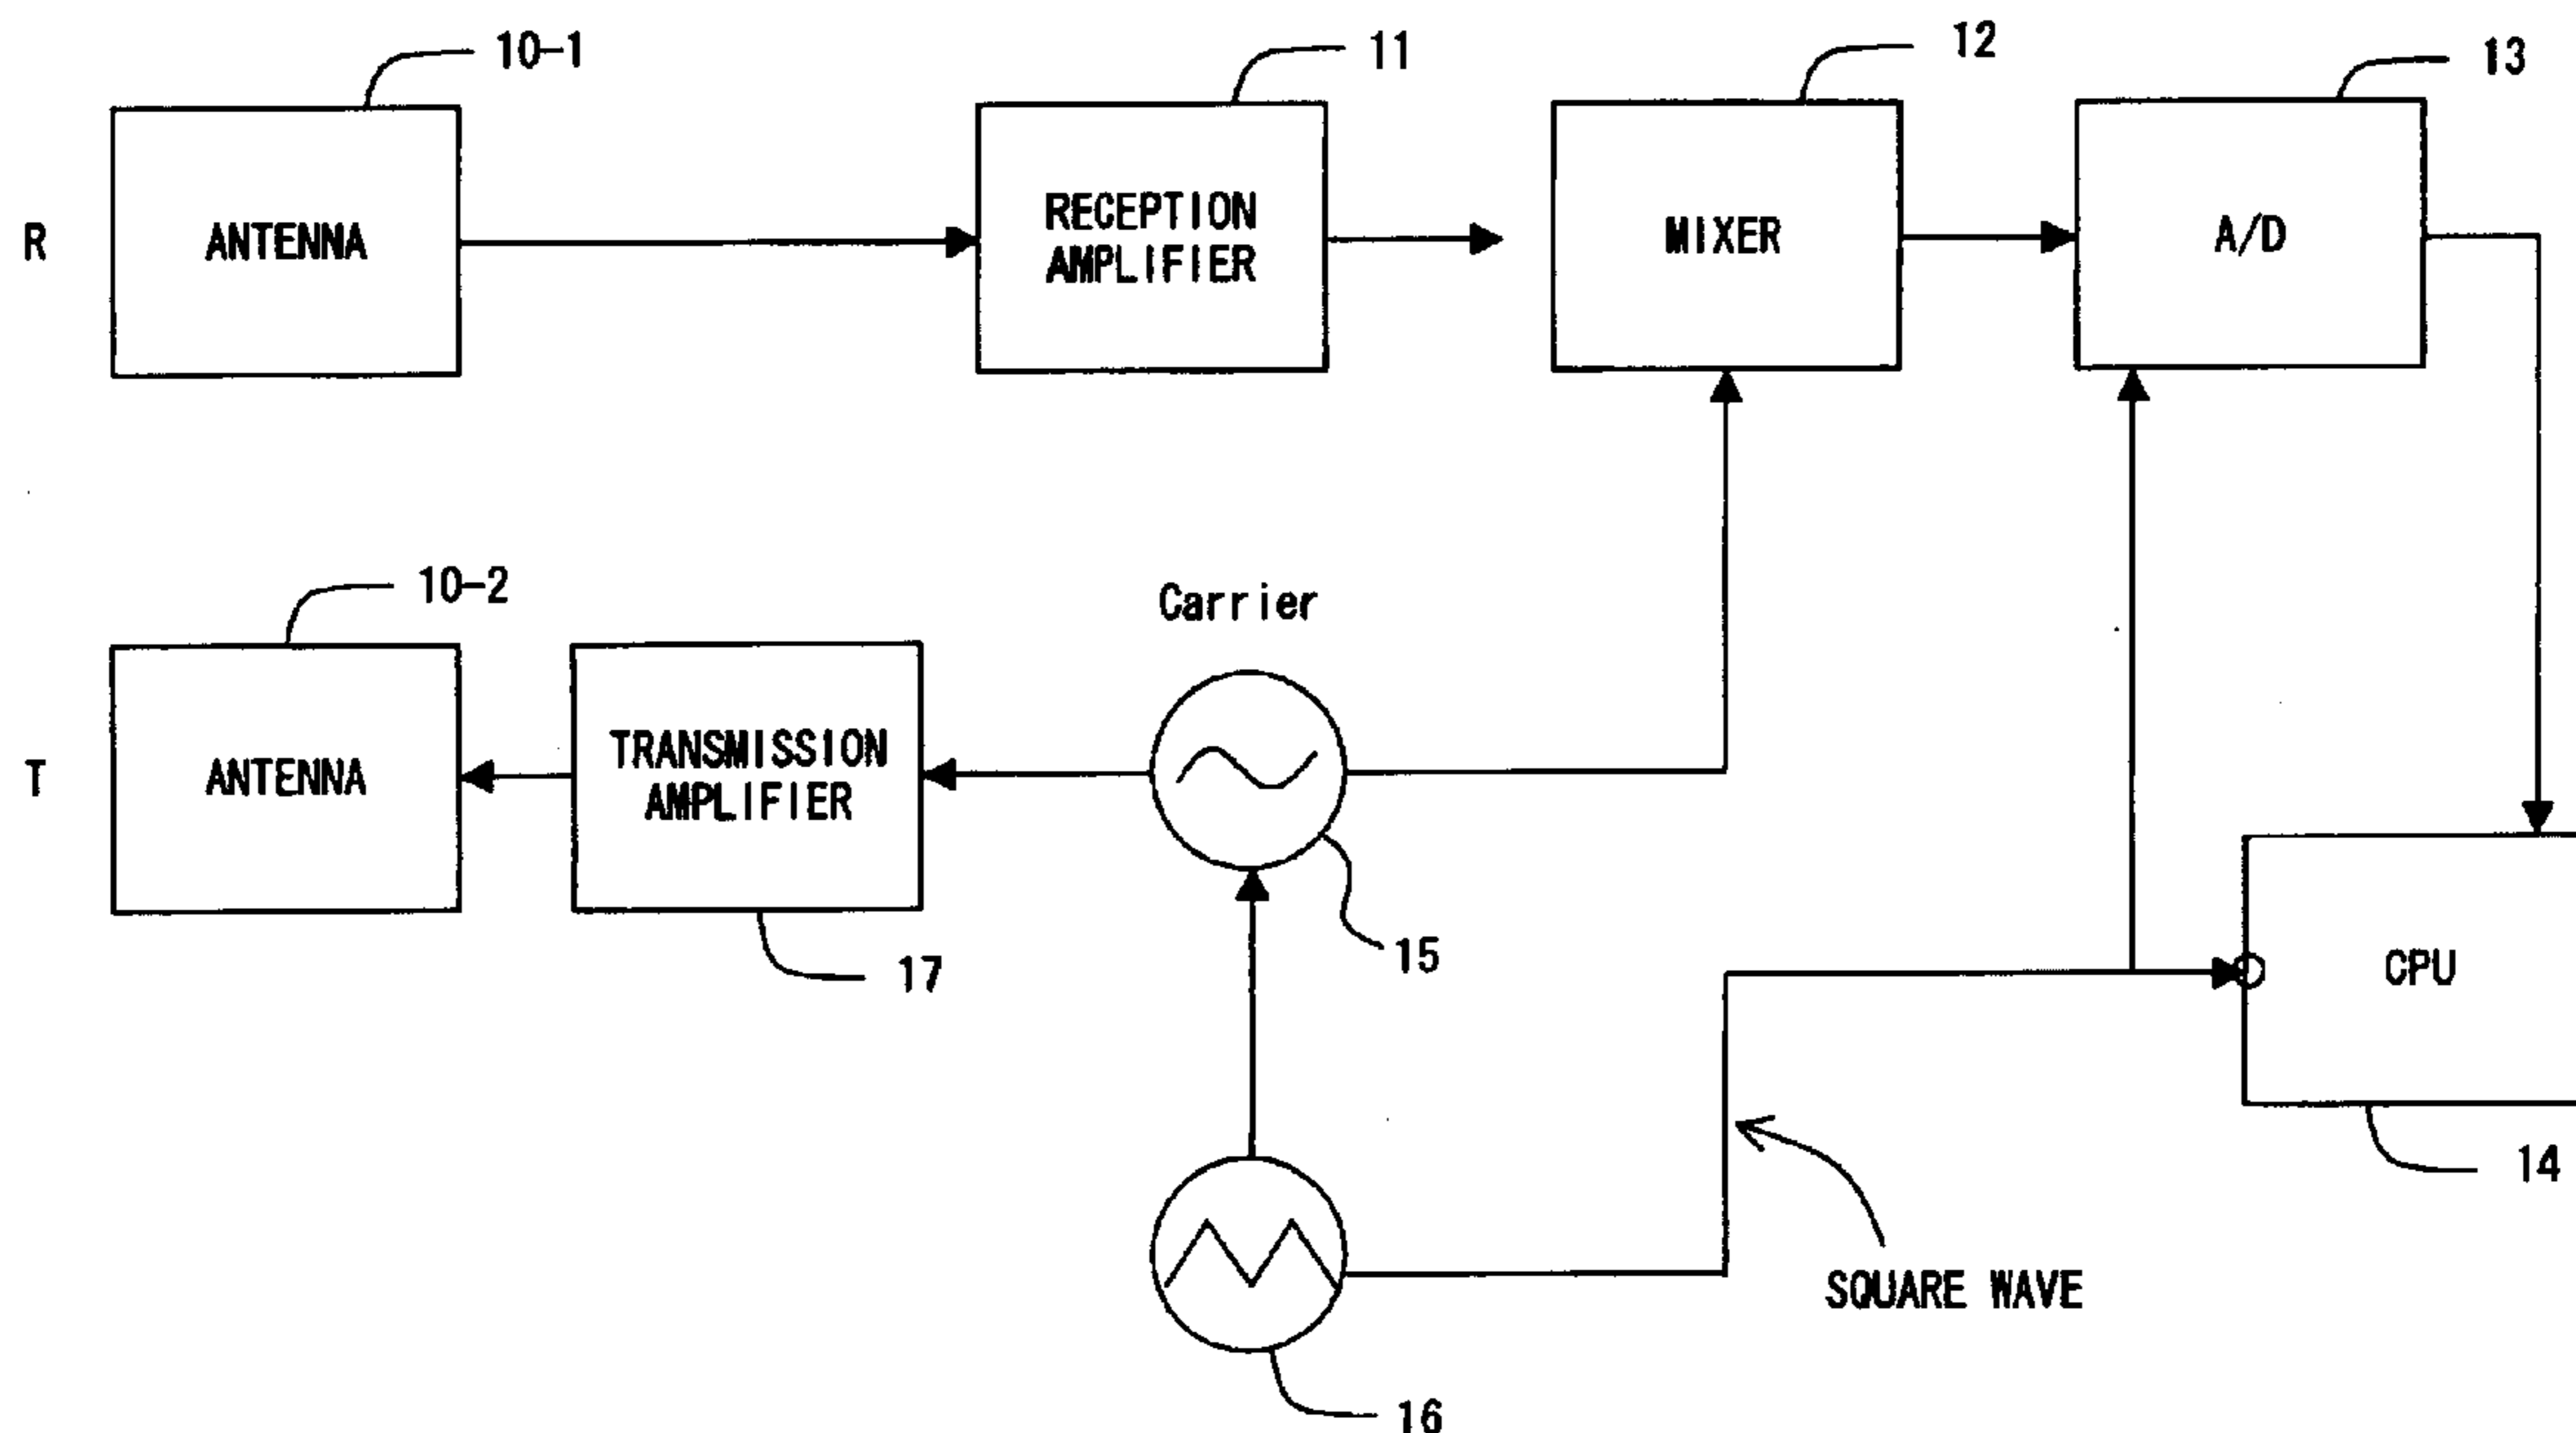 10-1
11
12
13
R
ANTENNA
RECEPTION
AMPLIFIER
MIXER
A/D
10-2
Carrier
T
ANTENNA
TRANSMISSION
AMPLIFIER
17
15
CPU
14
SQUARE WAVE
16